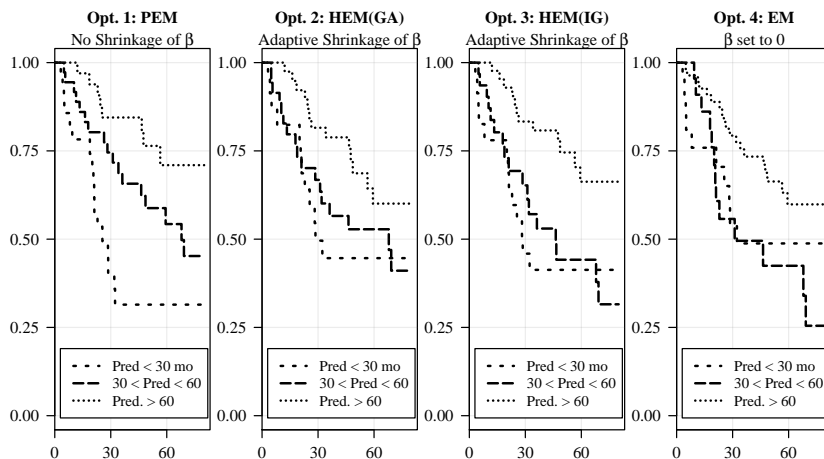 Opt. 1: PEM
No Shrinkage of β
1.00
0.75
0.50
0.25
0.00
Pred < 30 mo
30 < Pred < 60
Pred. > 60
0 30 60
Opt. 2: HEM(GA)
Adaptive Shrinkage of β
1.00
0.75
0.50
0.25
0.00
Pred < 30 mo
30 < Pred < 60
Pred. > 60
0 30 60
Opt. 3: HEM(IG)
Adaptive Shrinkage of β
1.00
0.75
0.50
0.25
0.00
Pred < 30 mo
30 < Pred < 60
Pred. > 60
0 30 60
Opt. 4: EM
β set to 0
1.00
0.75
0.50
0.25
0.00
Pred < 30 mo
30 < Pred < 60
Pred. > 60
0 30 60